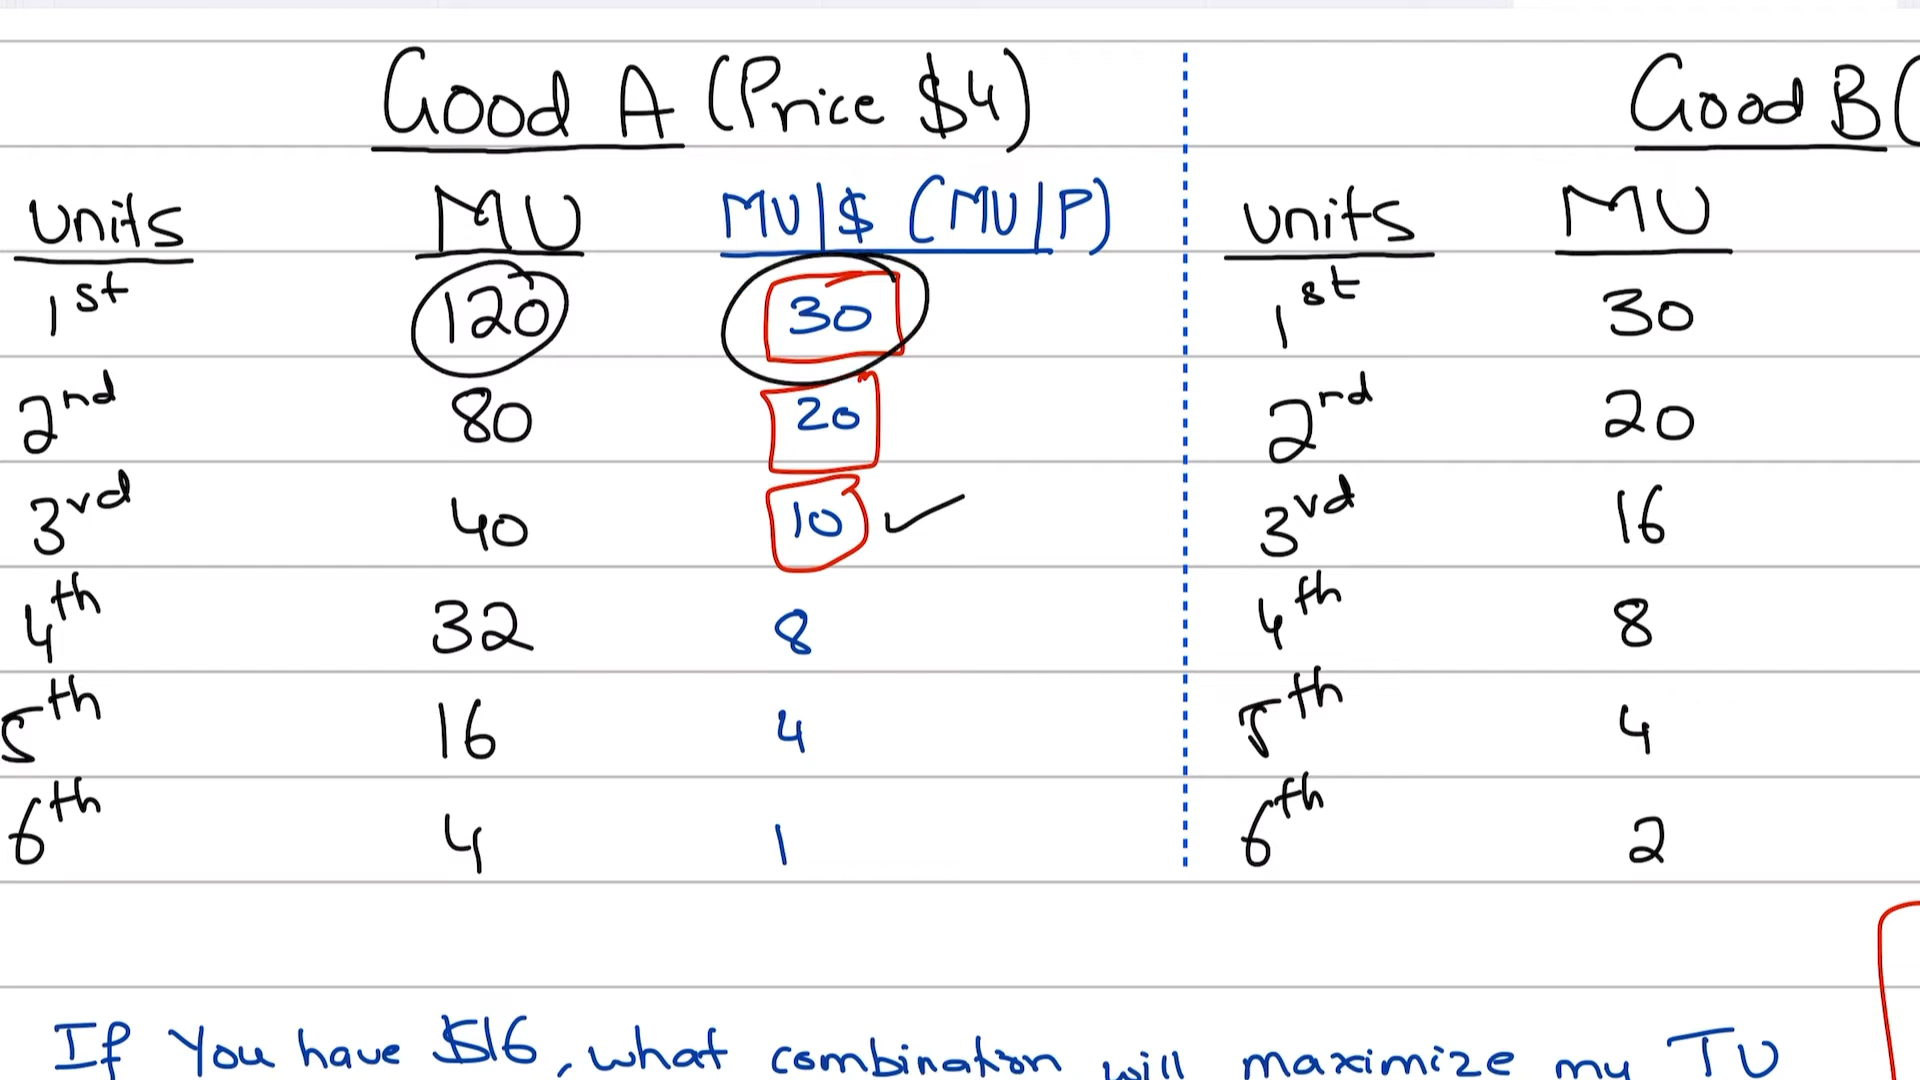 Good A (Price $4) Good B (
Units MU MU|$ (MU|P) Units MU
1st 120 30 1st 30
2nd 80 20 2nd 20
3rd 40 10 3rd 16
4th 32 8 4th 8
5th 16 4 5th 4
6th 4 1 6th 2
If You have $16, what combination will maximize my TU